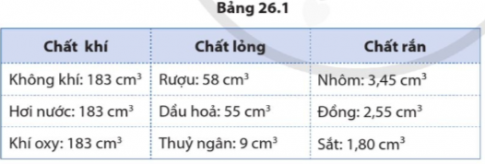 Bảng 26.1
Chất khí Chất lỏng Chất rắn
Không khí: 183 cm³ Rượu: 58 cm³ Nhôm: 3,45 cm³
Hơi nước: 183 cm³ Dầu hoả: 55 cm³ Đồng: 2,55 cm³
Khí oxy: 183 cm³ Thuỷ ngân: 9 cm³ Sắt: 1,80 cm³